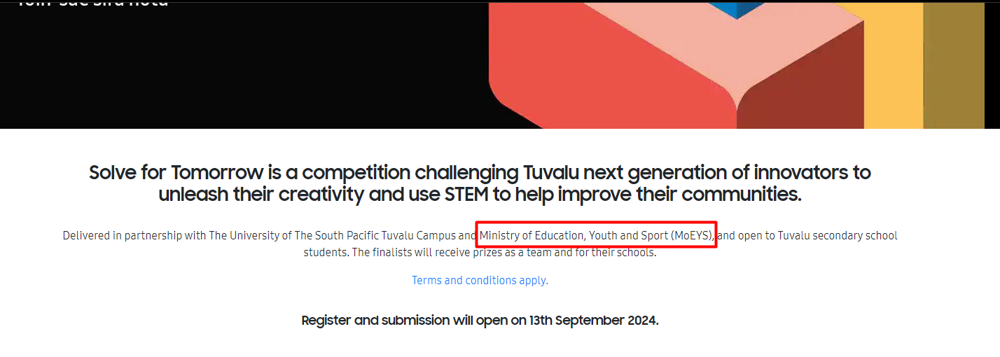 Solve for Tomorrow is a competition challenging Tuvalu next generation of innovators to
unleash their creativity and use STEM to help improve their communities.
Delivered in partnership with The University of The South Pacific Tuvalu Campus and Ministry of Education, Youth and Sport (MoEYS), and open to Tuvalu secondary school
students. The finalists will receive prizes as a team and for their schools.
Terms and conditions apply.
Register and submission will open on 13th September 2024.